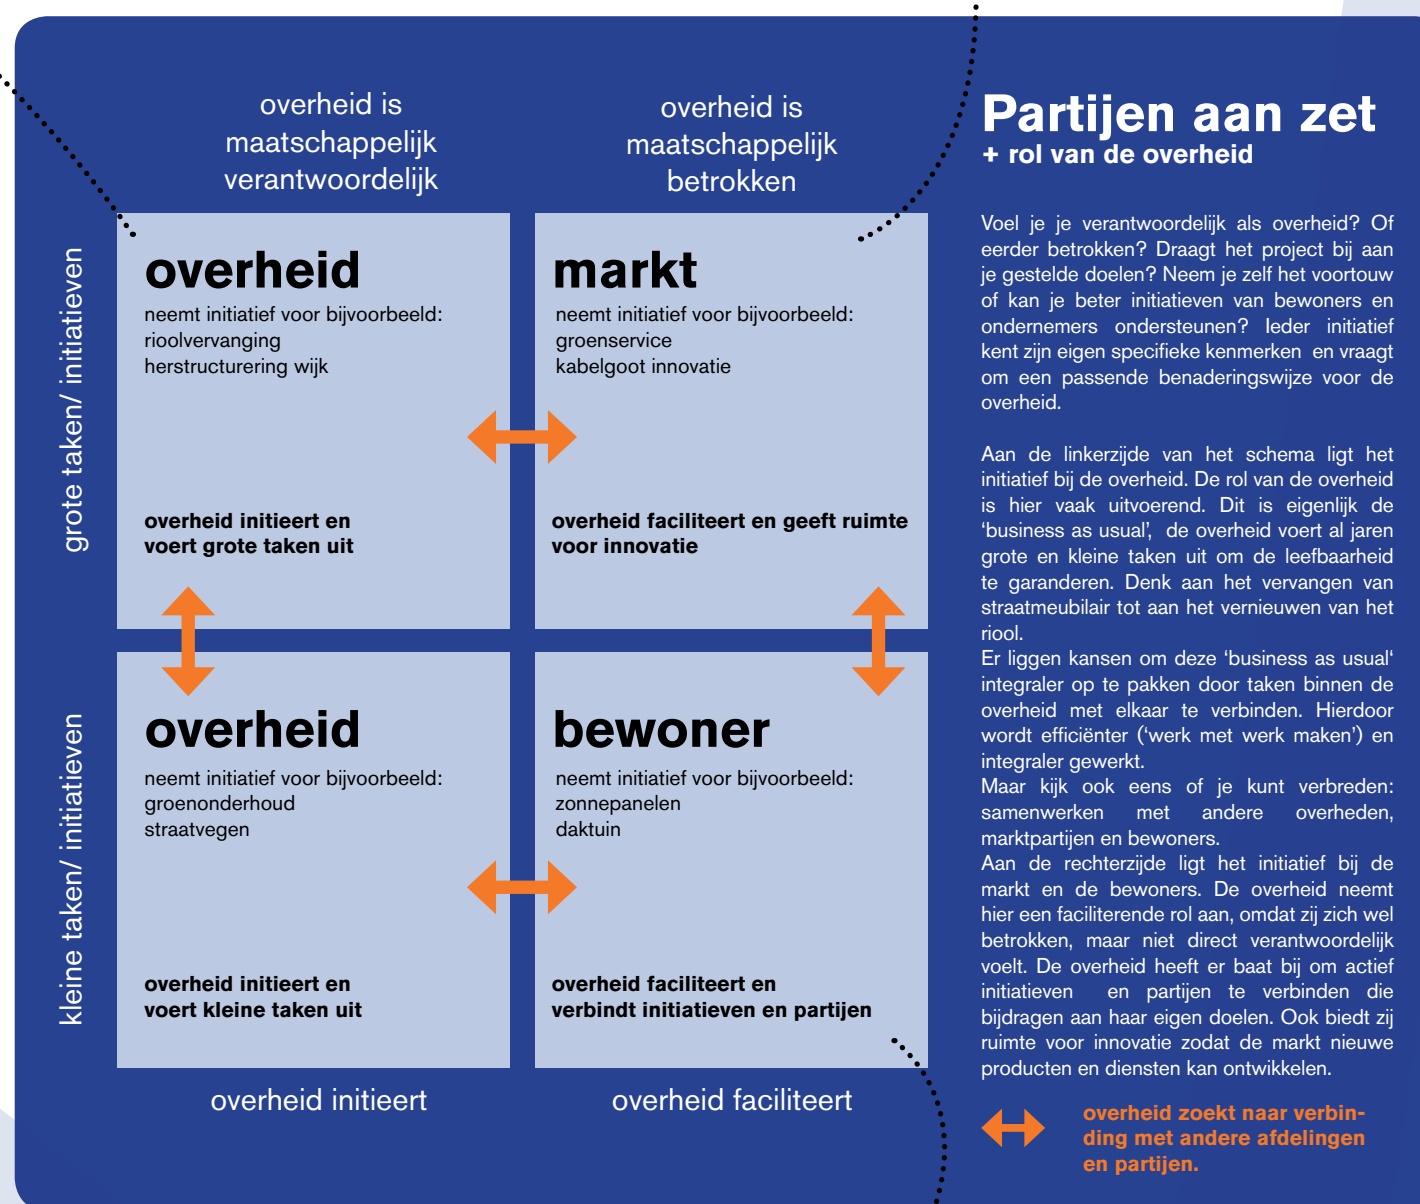 overheid is
maatschappelijk
verantwoordelijk
overheid is
maatschappelijk
betrokken
grote taken/ initiatieven
overheid
neemt initiatief voor bijvoorbeeld:
rioolvervanging
herstructurering wijk
overheid initieert en
voert grote taken uit
markt
neemt initiatief voor bijvoorbeeld:
groenservice
kabelgoot innovatie
overheid faciliteert en geeft ruimte
voor innovatie
kleine taken/ initiatieven
overheid
neemt initiatief voor bijvoorbeeld:
groenonderhoud
straatvegen
overheid initieert en
voert kleine taken uit
bewoner
neemt initiatief voor bijvoorbeeld:
zonnepanelen
daktuin
overheid faciliteert en
verbindt initiatieven en partijen
overheid initieert
overheid faciliteert
Partijen aan zet
+ rol van de overheid
Voel je je verantwoordelijk als overheid? Of
eerder betrokken? Draagt het project bij aan
je gestelde doelen? Neem je zelf het voortouw
of kan je beter initiatieven van bewoners en
ondernemers ondersteunen? Ieder initiatief
kent zijn eigen specifieke kenmerken en vraagt
om een passende benaderingswijze voor de
overheid.
Aan de linkerzijde van het schema ligt het
initiatief bij de overheid. De rol van de overheid
is hier vaak uitvoerend. Dit is eigenlijk de
‘business as usual’, de overheid voert al jaren
grote en kleine taken uit om de leefbaarheid
te garanderen. Denk aan het vervangen van
straatmeubilair tot aan het vernieuwen van het
riool.
Er liggen kansen om deze ‘business as usual‘
integraler op te pakken door taken binnen de
overheid met elkaar te verbinden. Hierdoor
wordt efficiënter (‘werk met werk maken’) en
integraler gewerkt.
Maar kijk ook eens of je kunt verbreden:
samenwerken met andere overheden,
marktpartijen en bewoners.
Aan de rechterzijde ligt het initiatief bij de
markt en de bewoners. De overheid neemt
hier een faciliterende rol aan, omdat zij zich wel
betrokken, maar niet direct verantwoordelijk
voelt. De overheid heeft er baat bij om actief
initiatieven en partijen te verbinden die
bijdragen aan haar eigen doelen. Ook biedt zij
ruimte voor innovatie zodat de markt nieuwe
producten en diensten kan ontwikkelen.
overheid zoekt naar verbin-
ding met andere afdelingen
en partijen.